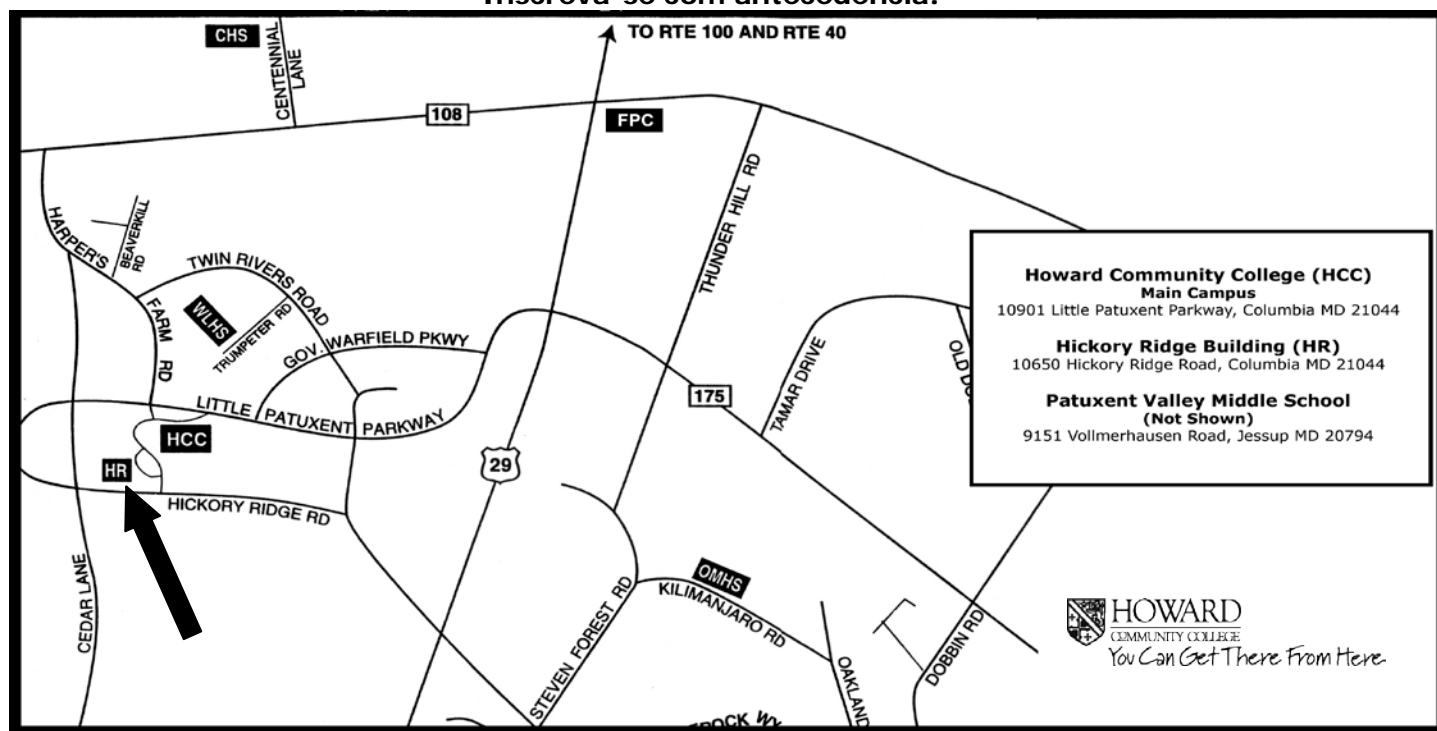 TO RTE 100 AND RTE 40
CHS
CENTENNIAL
LANE
108
FPC
HARPER'S
FARM RD
BEAVERKILL
RD
TWIN RIVERS ROAD
WLHS
TRUMPETER RD
GOV. WARFIELD PKWY
THUNDER HILL RD
LITTLE PATUXENT PARKWAY
HCC
HR
HICKORY RIDGE RD
CEDAR LANE
29
175
TAMAR DRIVE
OLD
Howard Community College (HCC)
Main Campus
10901 Little Patuxent Parkway, Columbia MD 21044
Hickory Ridge Building (HR)
10650 Hickory Ridge Road, Columbia MD 21044
Patuxent Valley Middle School
(Not Shown)
9151 Vollmerhausen Road, Jessup MD 20794
OMHS
KILIMANJARO RD
STEVEN FOREST RD
OAKLAND
DOBBIN RD
HOWARD
COMMUNITY COLLEGE
You Can Get There From Here